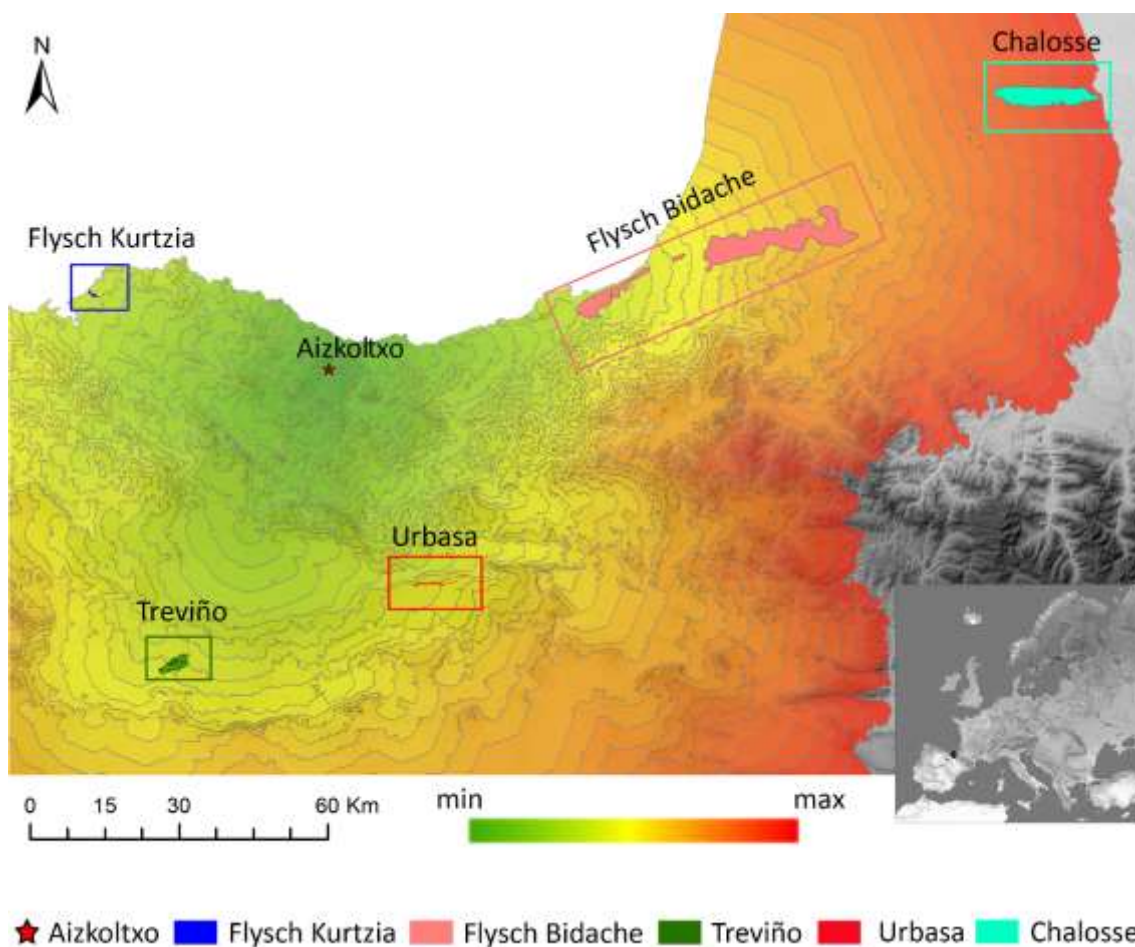 N
Chalosse
Flysch Bidache
Flysch Kurtzia
Aizkoltxo
Urbasa
Treviño
0 15 30 60 Km
min max
Aizkoltxo Flysch Kurtzia Flysch Bidache Treviño Urbasa Chalosse